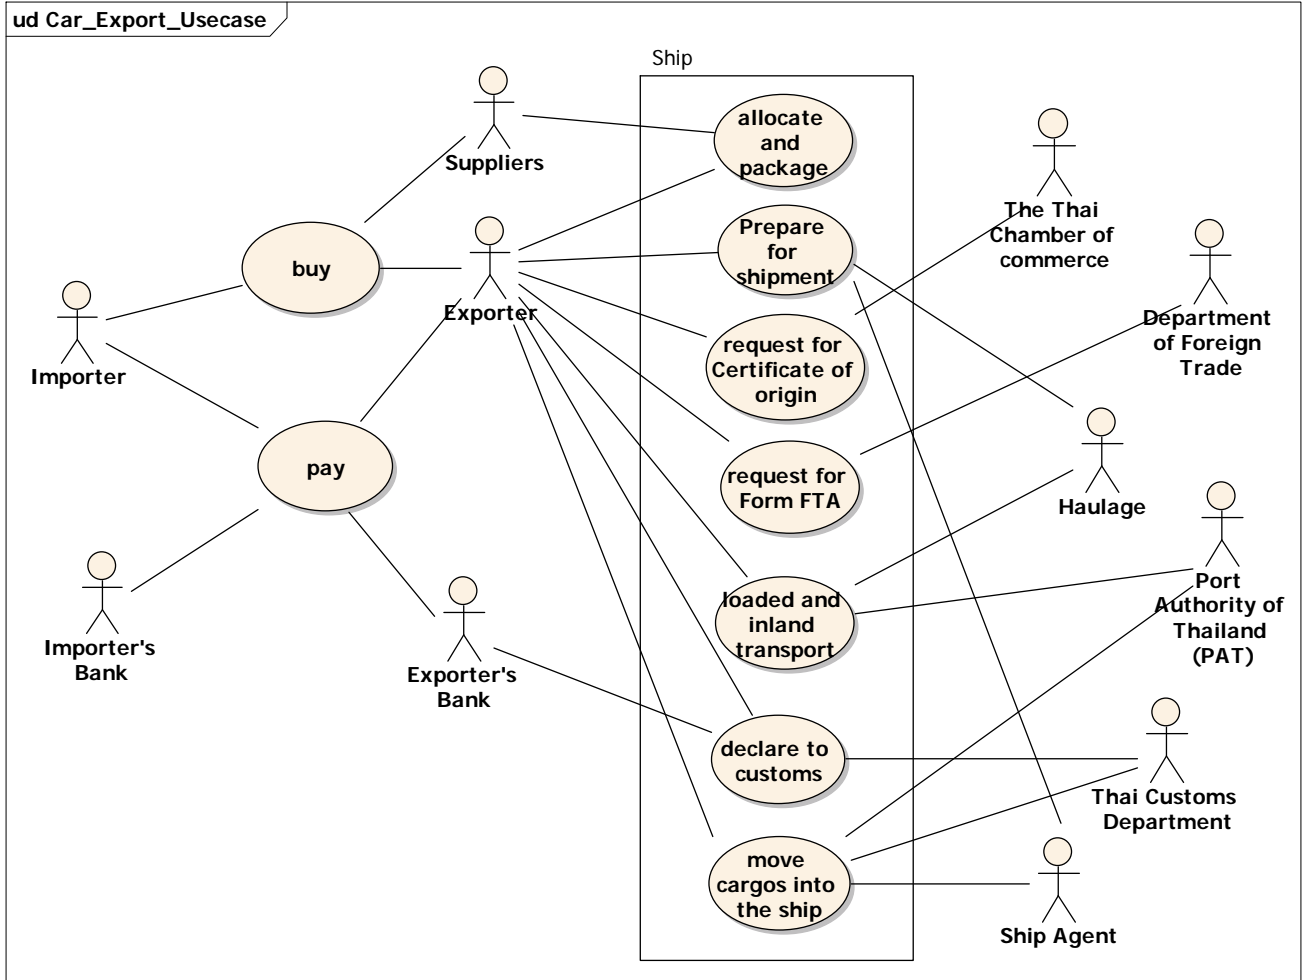 ud Car_Export_Usecase
Ship
Suppliers
allocate
and
package
The Thai
Chamber of
commerce
buy
Exporter
Prepare
for
shipment
Importer
request for
Certificate of
origin
Department
of Foreign
Trade
pay
request for
Form FTA
Haulage
Importer's
Bank
Exporter's
Bank
loaded and
inland
transport
Port
Authority of
Thailand
(PAT)
declare to
customs
Thai Customs
Department
move
cargos into
the ship
Ship Agent